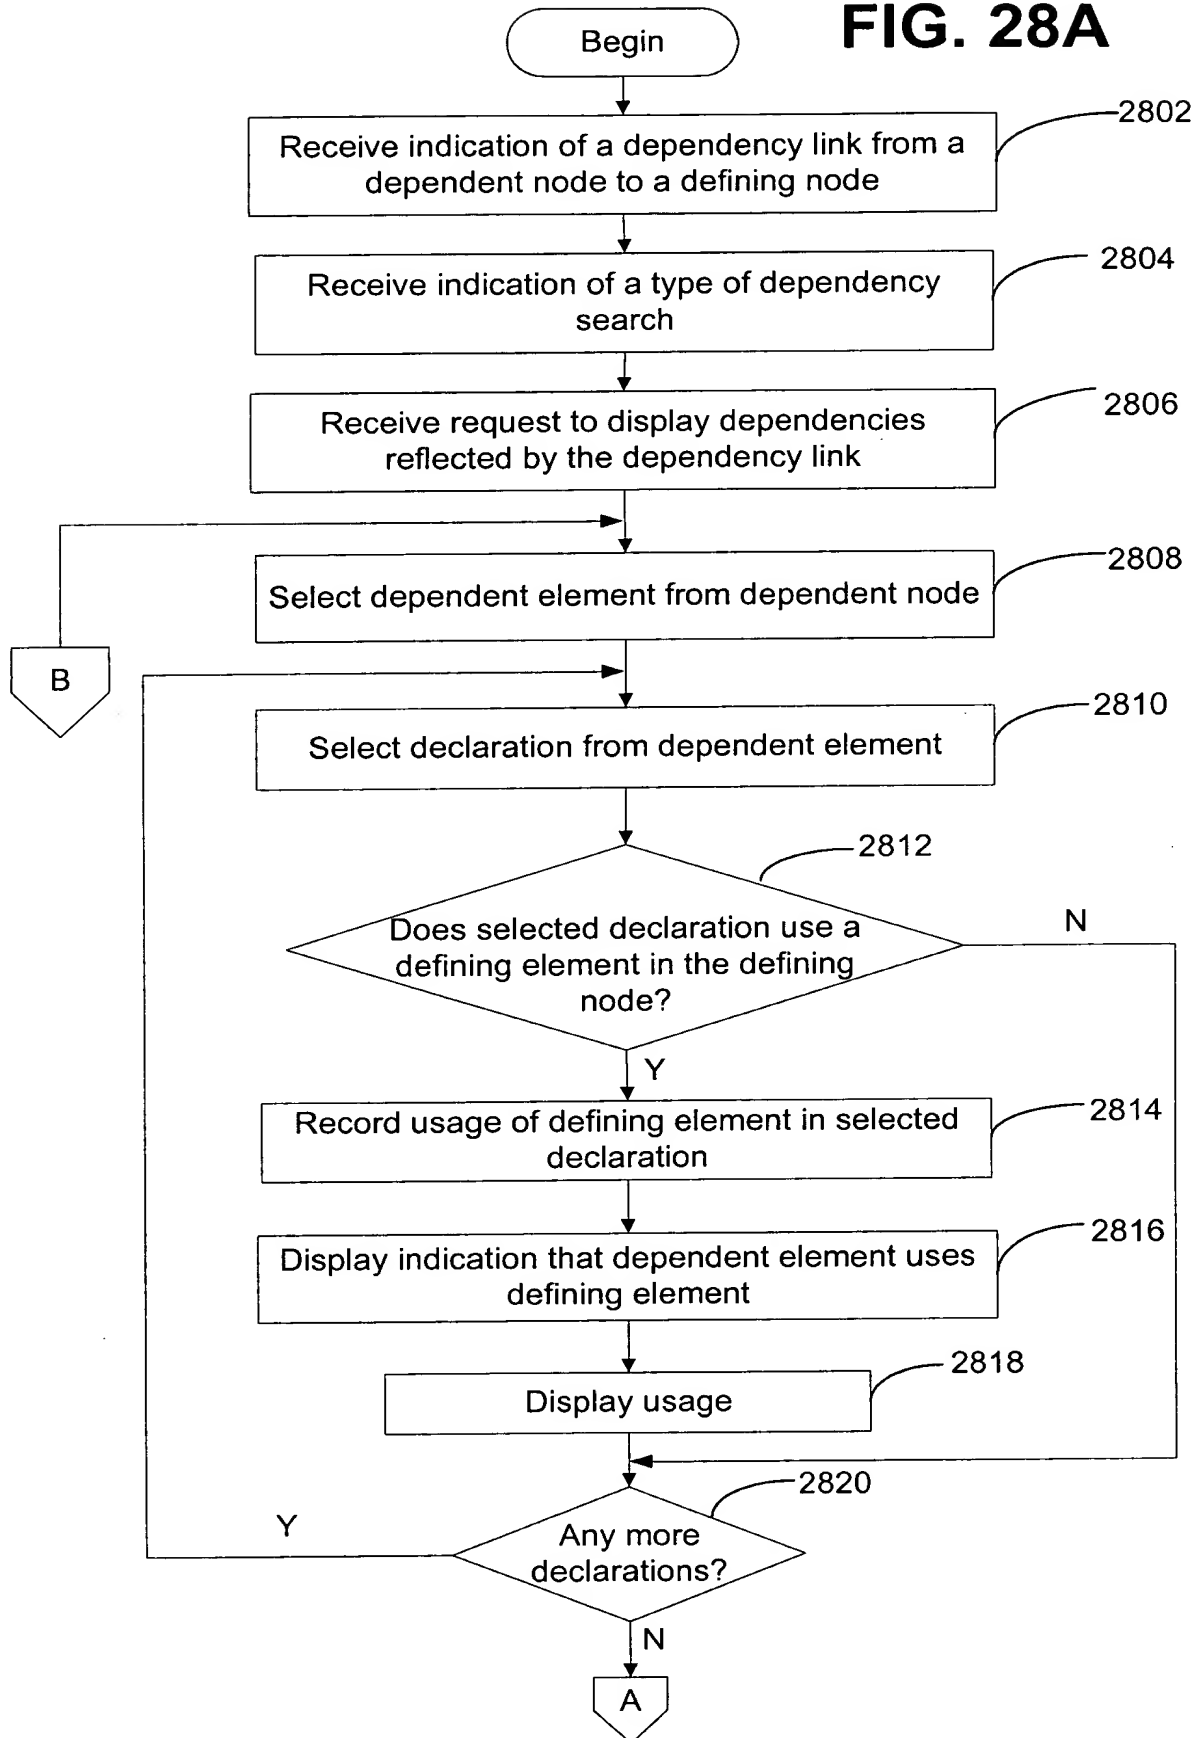 FIG. 28A
Begin
2802
Receive indication of a dependency link from a
dependent node to a defining node
2804
Receive indication of a type of dependency
search
2806
Receive request to display dependencies
reflected by the dependency link
2808
Select dependent element from dependent node
B
2810
Select declaration from dependent element
2812
N
Does selected declaration use a
defining element in the defining
node?
Y
2814
Record usage of defining element in selected
declaration
2816
Display indication that dependent element uses
defining element
2818
Display usage
2820
Y
Any more
declarations?
N
A